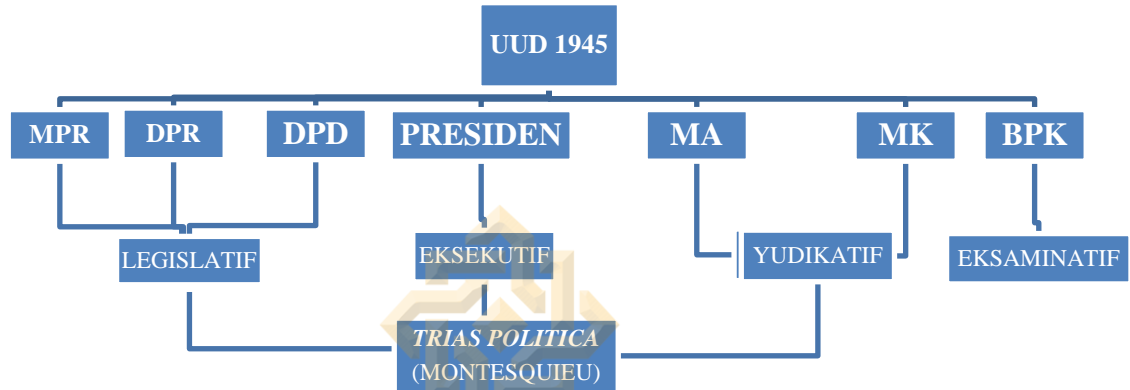 UUD 1945
MPR
DPR
DPD
PRESIDEN
MA
MK
BPK
LEGISLATIF
EKSEKUTIF
YUDIKATIF
EKSAMINATIF
TRIAS POLITICA
(MONTESQUIEU)